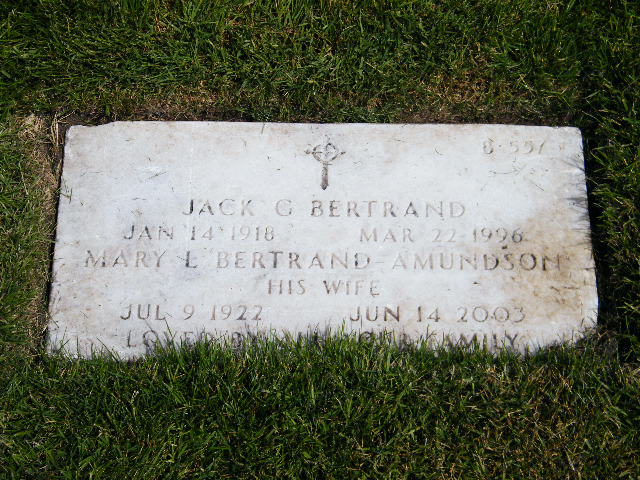 B-557
JACK G BERTRAND
JAN 14 1918 MAR 22 1996
MARY L BERTRAND-AMUNDSON
HIS WIFE
JUL 9 1922 JUN 14 2003
FAMILY